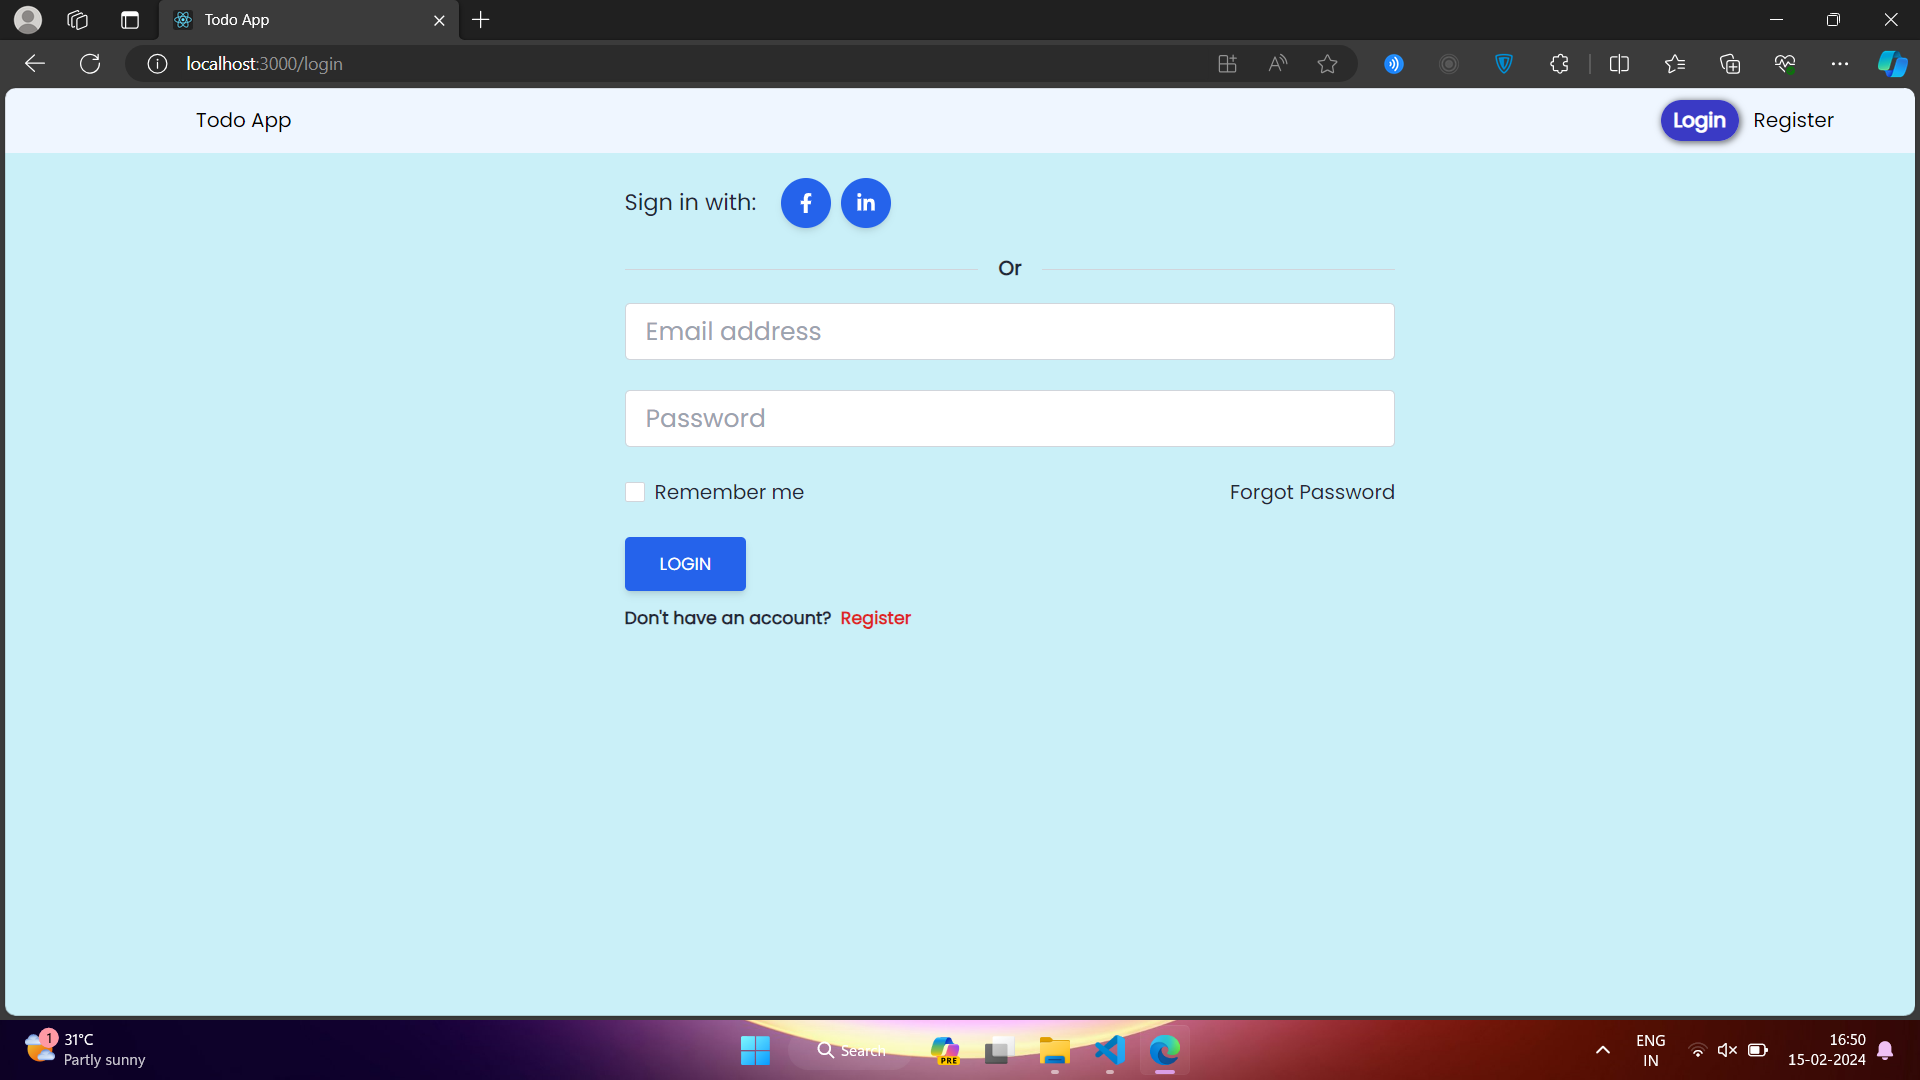 Todo App
localhost:3000/login
Todo App
Login Register
Sign in with:
Or
Email address
Password
Remember me Forgot Password
LOGIN
Don't have an account? Register
1
31°C
Partly sunny
Search
PRE
ENG
IN
16:50
15-02-2024